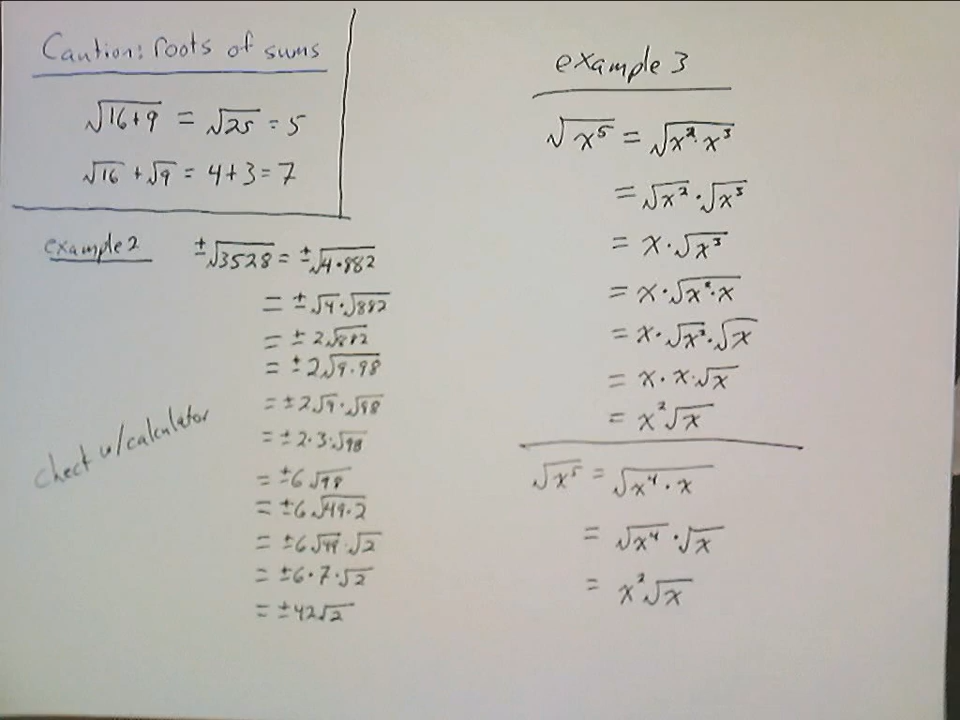 Caution: roots of sums
√16+9 = √25 = 5
√16 + √9 = 4+3 = 7
example 2
±√3528 = ±√4·882
= ±√4·√882
= ±2√882
= ±2√9·98
= ±2√9·√98
= ±2·3·√98
= ±6√98
= ±6√49·2
= ±6√49·√2
= ±6·7·√2
= ±42√2
check w/calculator
example 3
√x⁵ = √x²·x³
= √x²·√x³
= x·√x³
= x·√x²·x
= x·√x²·√x
= x·x·√x
= x²√x
√x⁵ = √x⁴·x
= √x⁴·√x
= x²√x